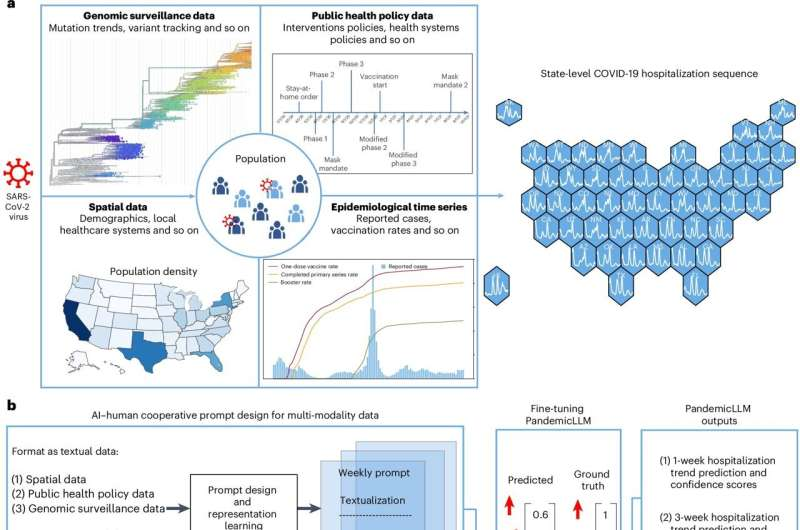 a
Genomic surveillance data
Mutation trends, variant tracking and so on
Public health policy data
Interventions policies, health systems
policies and so on
Phase 3
Phase 2
Vaccination
start
Mask
mandate 2
Stay-at-
home order
Phase 1
Mask
mandate
Modified
phase 2
Modified
phase 3
State-level COVID-19 hospitalization sequence
SARS-
CoV-2
virus
Population
Spatial data
Demographics, local
healthcare systems and so on
Epidemiological time series
Reported cases,
vaccination rates and so on
Population density
One-dose vaccine rate
Completed primary series rate
Booster rate
Reported cases
b
AI–human cooperative prompt design for multi-modality data
Format as textual data:
(1) Spatial data
(2) Public health policy data
(3) Genomic surveillance data
Prompt design
and
representation
learning
Weekly prompt
Textualization
Fine-tuning
PandemicLLM
Predicted
Ground
truth
0.6
1
PandemicLLM
outputs
(1) 1-week hospitalization
trend prediction and
confidence scores
(2) 3-week hospitalization
trend prediction and